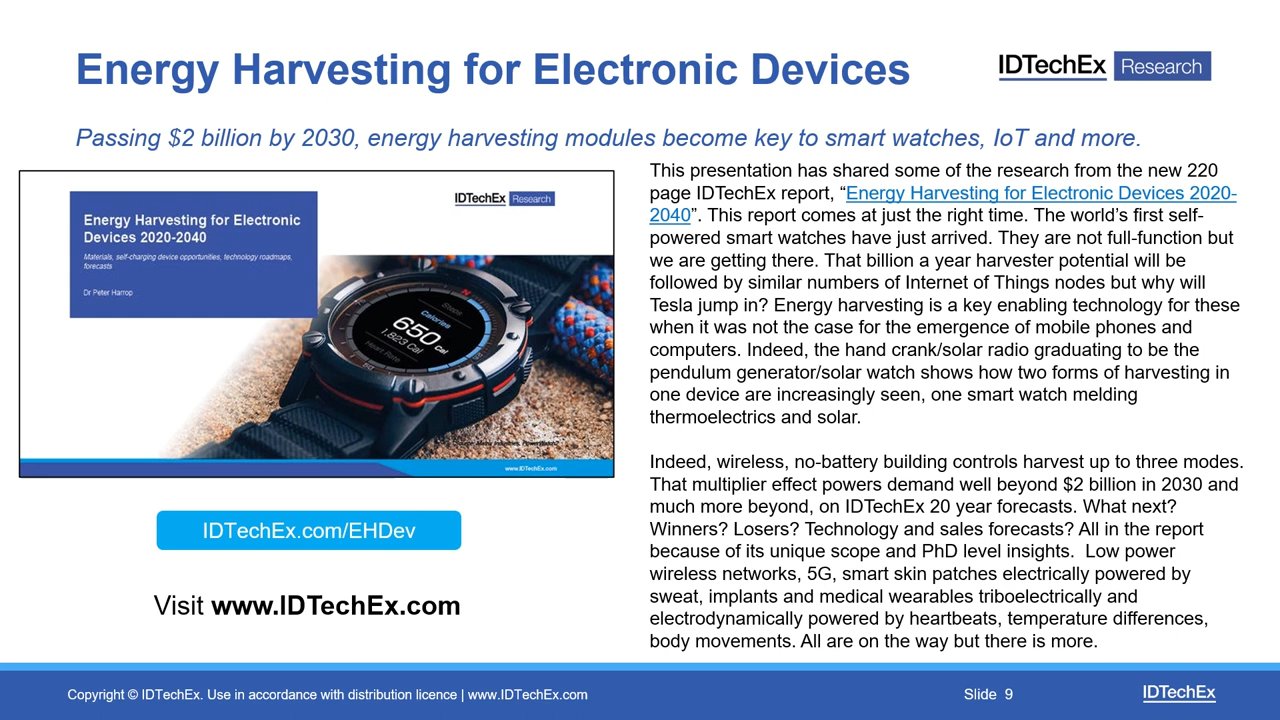 Energy Harvesting for Electronic Devices
IDTechEx Research
Passing $2 billion by 2030, energy harvesting modules become key to smart watches, IoT and more.
IDTechEx Research
Energy Harvesting for Electronic
Devices 2020-2040
Materials, self-charging device opportunities, technology roadmaps,
forecasts
Dr Peter Harrop
Steps
Calories
650 Cal
1,823 Cal
Heart Rate
www.IDTechEx.com
IDTechEx.com/EHDev
Visit www.IDTechEx.com
This presentation has shared some of the research from the new 220
page IDTechEx report, “Energy Harvesting for Electronic Devices 2020-
2040”. This report comes at just the right time. The world’s first self-
powered smart watches have just arrived. They are not full-function but
we are getting there. That billion a year harvester potential will be
followed by similar numbers of Internet of Things nodes but why will
Tesla jump in? Energy harvesting is a key enabling technology for these
when it was not the case for the emergence of mobile phones and
computers. Indeed, the hand crank/solar radio graduating to be the
pendulum generator/solar watch shows how two forms of harvesting in
one device are increasingly seen, one smart watch melding
thermoelectrics and solar.
Indeed, wireless, no-battery building controls harvest up to three modes.
That multiplier effect powers demand well beyond $2 billion in 2030 and
much more beyond, on IDTechEx 20 year forecasts. What next?
Winners? Losers? Technology and sales forecasts? All in the report
because of its unique scope and PhD level insights.  Low power
wireless networks, 5G, smart skin patches electrically powered by
sweat, implants and medical wearables triboelectrically and
electrodynamically powered by heartbeats, temperature differences,
body movements. All are on the way but there is more.
Copyright © IDTechEx. Use in accordance with distribution licence | www.IDTechEx.com
Slide 9
IDTechEx